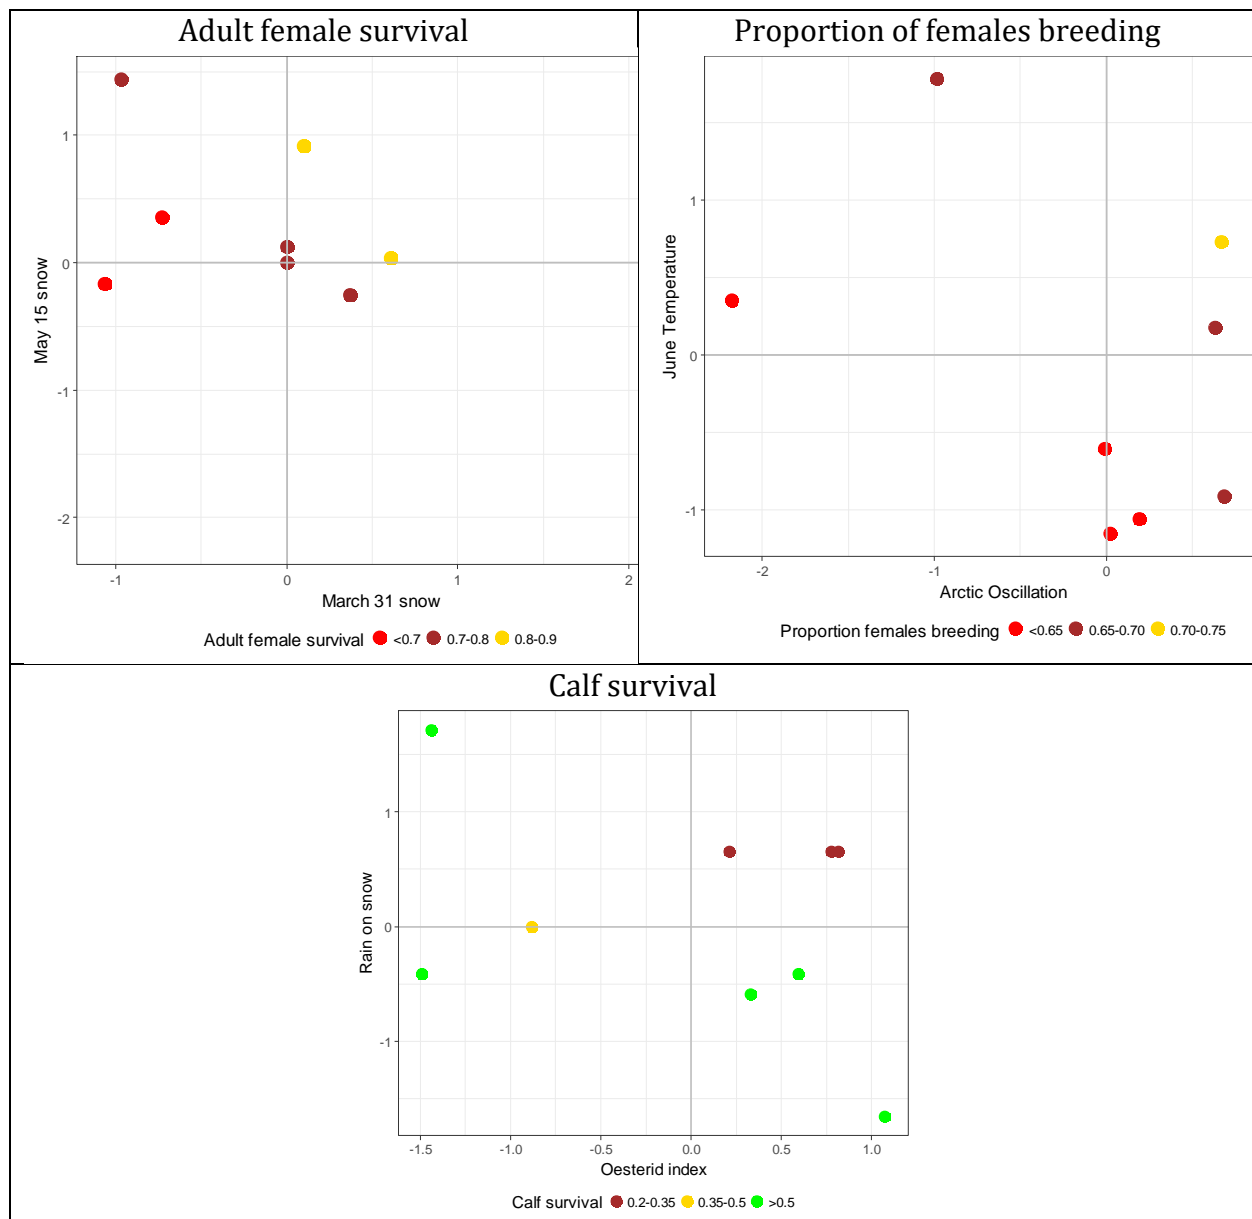 Adult female survival
1
0
-1
-2
May 15 snow
-1 0 1 2
March 31 snow
Adult female survival <0.7 0.7-0.8 0.8-0.9
Proportion of females breeding
1
0
-1
June Temperature
-2 -1 0
Arctic Oscillation
Proportion females breeding <0.65 0.65-0.70 0.70-0.75
Calf survival
1
0
-1
Rain on snow
-1.5 -1.0 -0.5 0.0 0.5 1.0
Oesterid index
Calf survival 0.2-0.35 0.35-0.5 >0.5